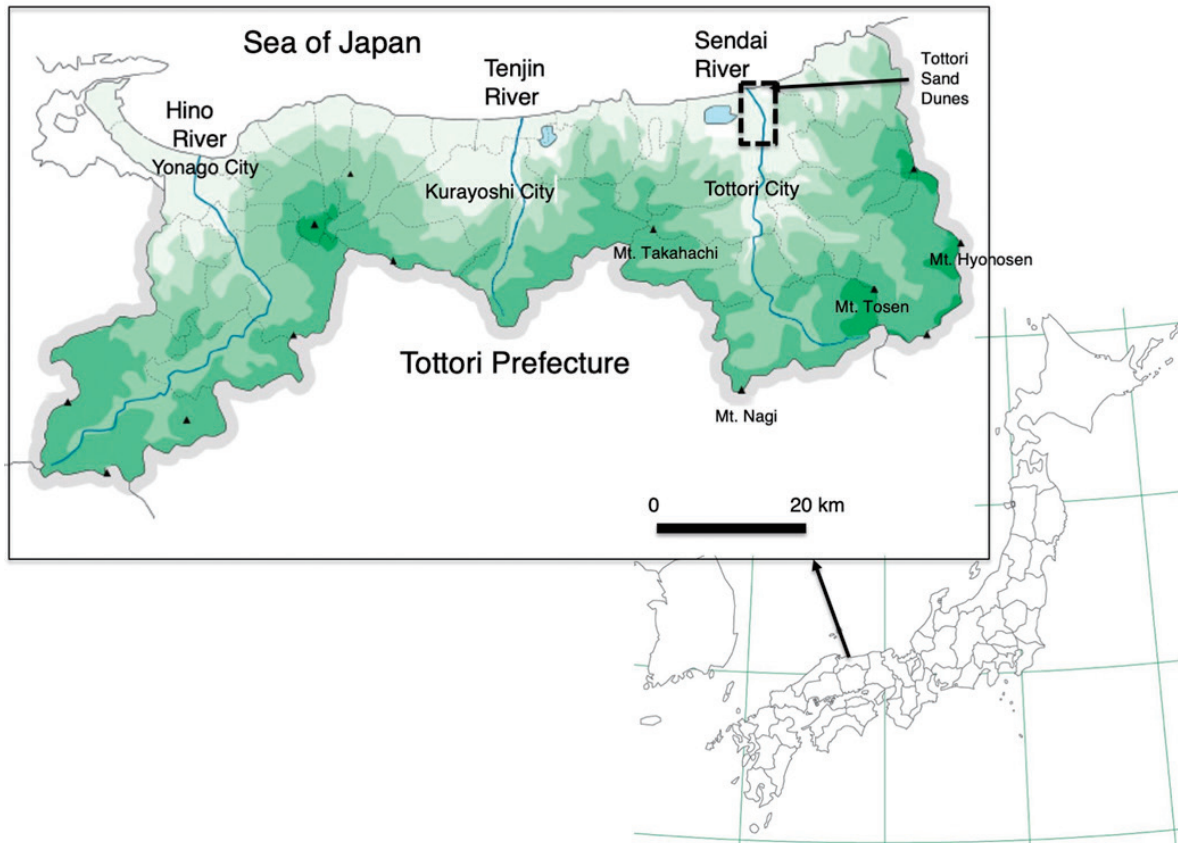 Sea of Japan
Sendai
River
Tottori
Sand
Dunes
Tenjin
River
Hino
River
Yonago City
Kurayoshi City
Tottori City
Mt. Takahachi
Mt. Hyonosen
Mt. Tosen
Tottori Prefecture
Mt. Nagi
0 20 km